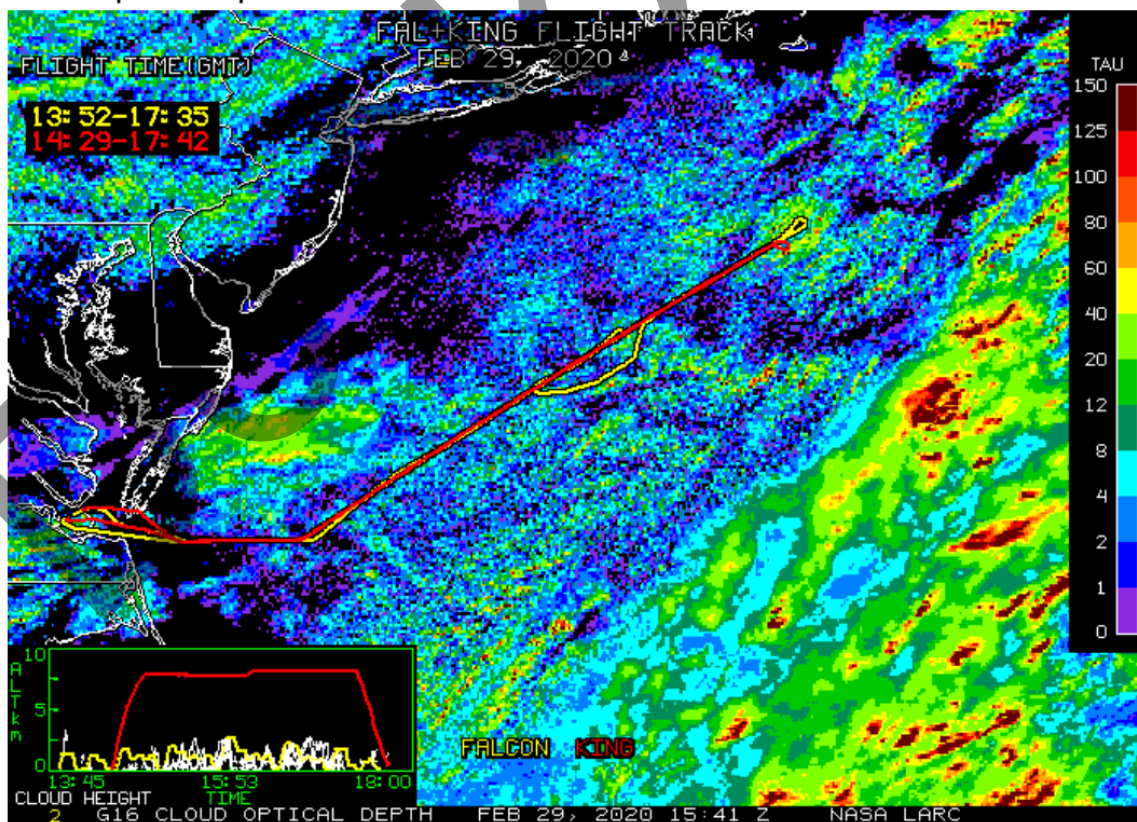 FAL+KING FLIGHT TRACK
FEB 29, 2020
FLIGHT TIME(GMT)
13:52-17:35
14:29-17:42
TAU
150
125
100
80
60
40
20
12
8
4
2
1
0
ALTkm
10
5
0
13:45 15:53 18:00
TIME
CLOUD HEIGHT
FALCON KING
2 G16 CLOUD OPTICAL DEPTH FEB 29, 2020 15:41 Z NASA LARC